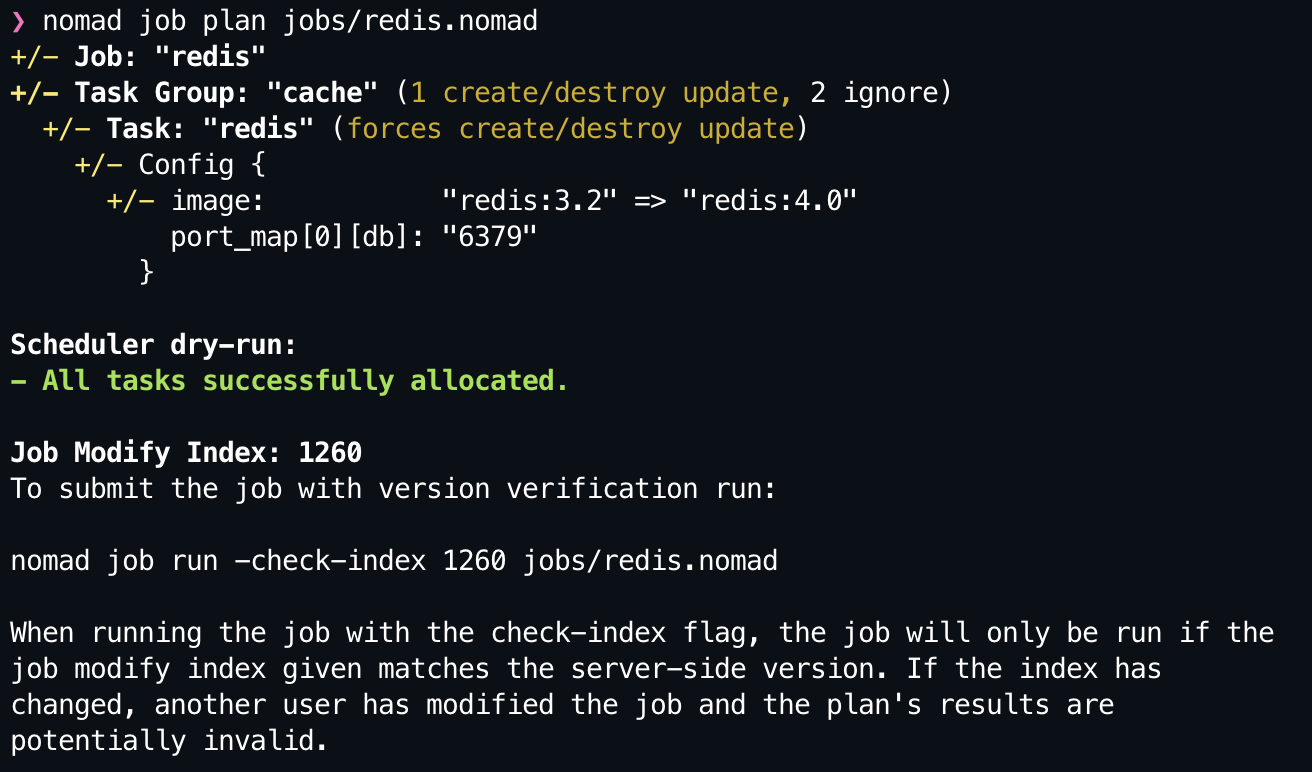 ❯ nomad job plan jobs/redis.nomad
+/- Job: "redis"
+/- Task Group: "cache" (1 create/destroy update, 2 ignore)
  +/- Task: "redis" (forces create/destroy update)
    +/- Config {
      +/- image:           "redis:3.2" => "redis:4.0"
          port_map[0][db]: "6379"
        }

Scheduler dry-run:
- All tasks successfully allocated.

Job Modify Index: 1260
To submit the job with version verification run:

nomad job run -check-index 1260 jobs/redis.nomad

When running the job with the check-index flag, the job will only be run if the
job modify index given matches the server-side version. If the index has
changed, another user has modified the job and the plan's results are
potentially invalid.